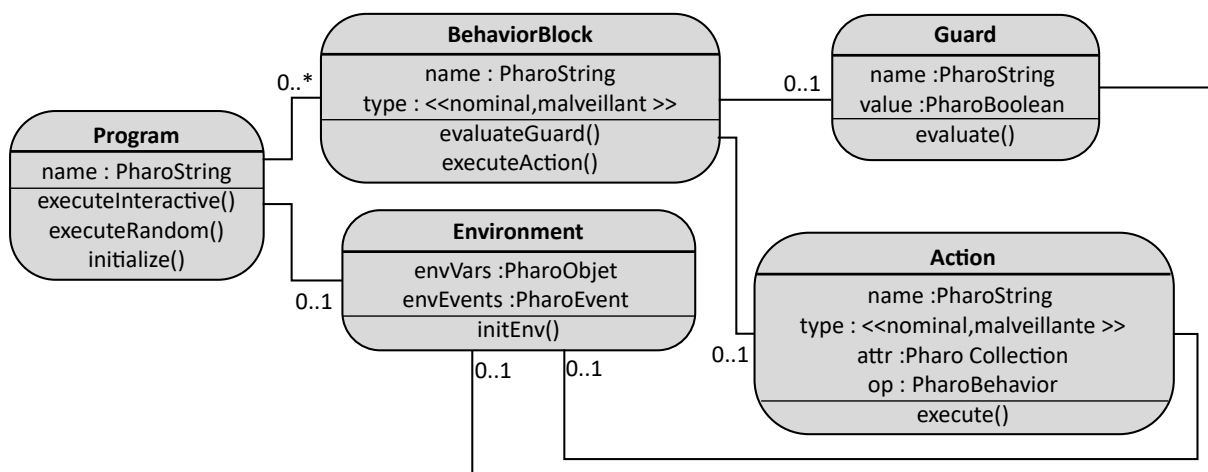 BehaviorBlock
name : PharoString
type : <<nominal,malveillant >>
evaluateGuard()
executeAction()
Guard
name :PharoString
value :PharoBoolean
evaluate()
0..*
0..1
Program
name : PharoString
executeInteractive()
executeRandom()
initialize()
Environment
envVars :PharoObjet
envEvents :PharoEvent
initEnv()
0..1
0..1
0..1
Action
name :PharoString
type : <<nominal,malveillante >>
attr :Pharo Collection
op : PharoBehavior
execute()
0..1